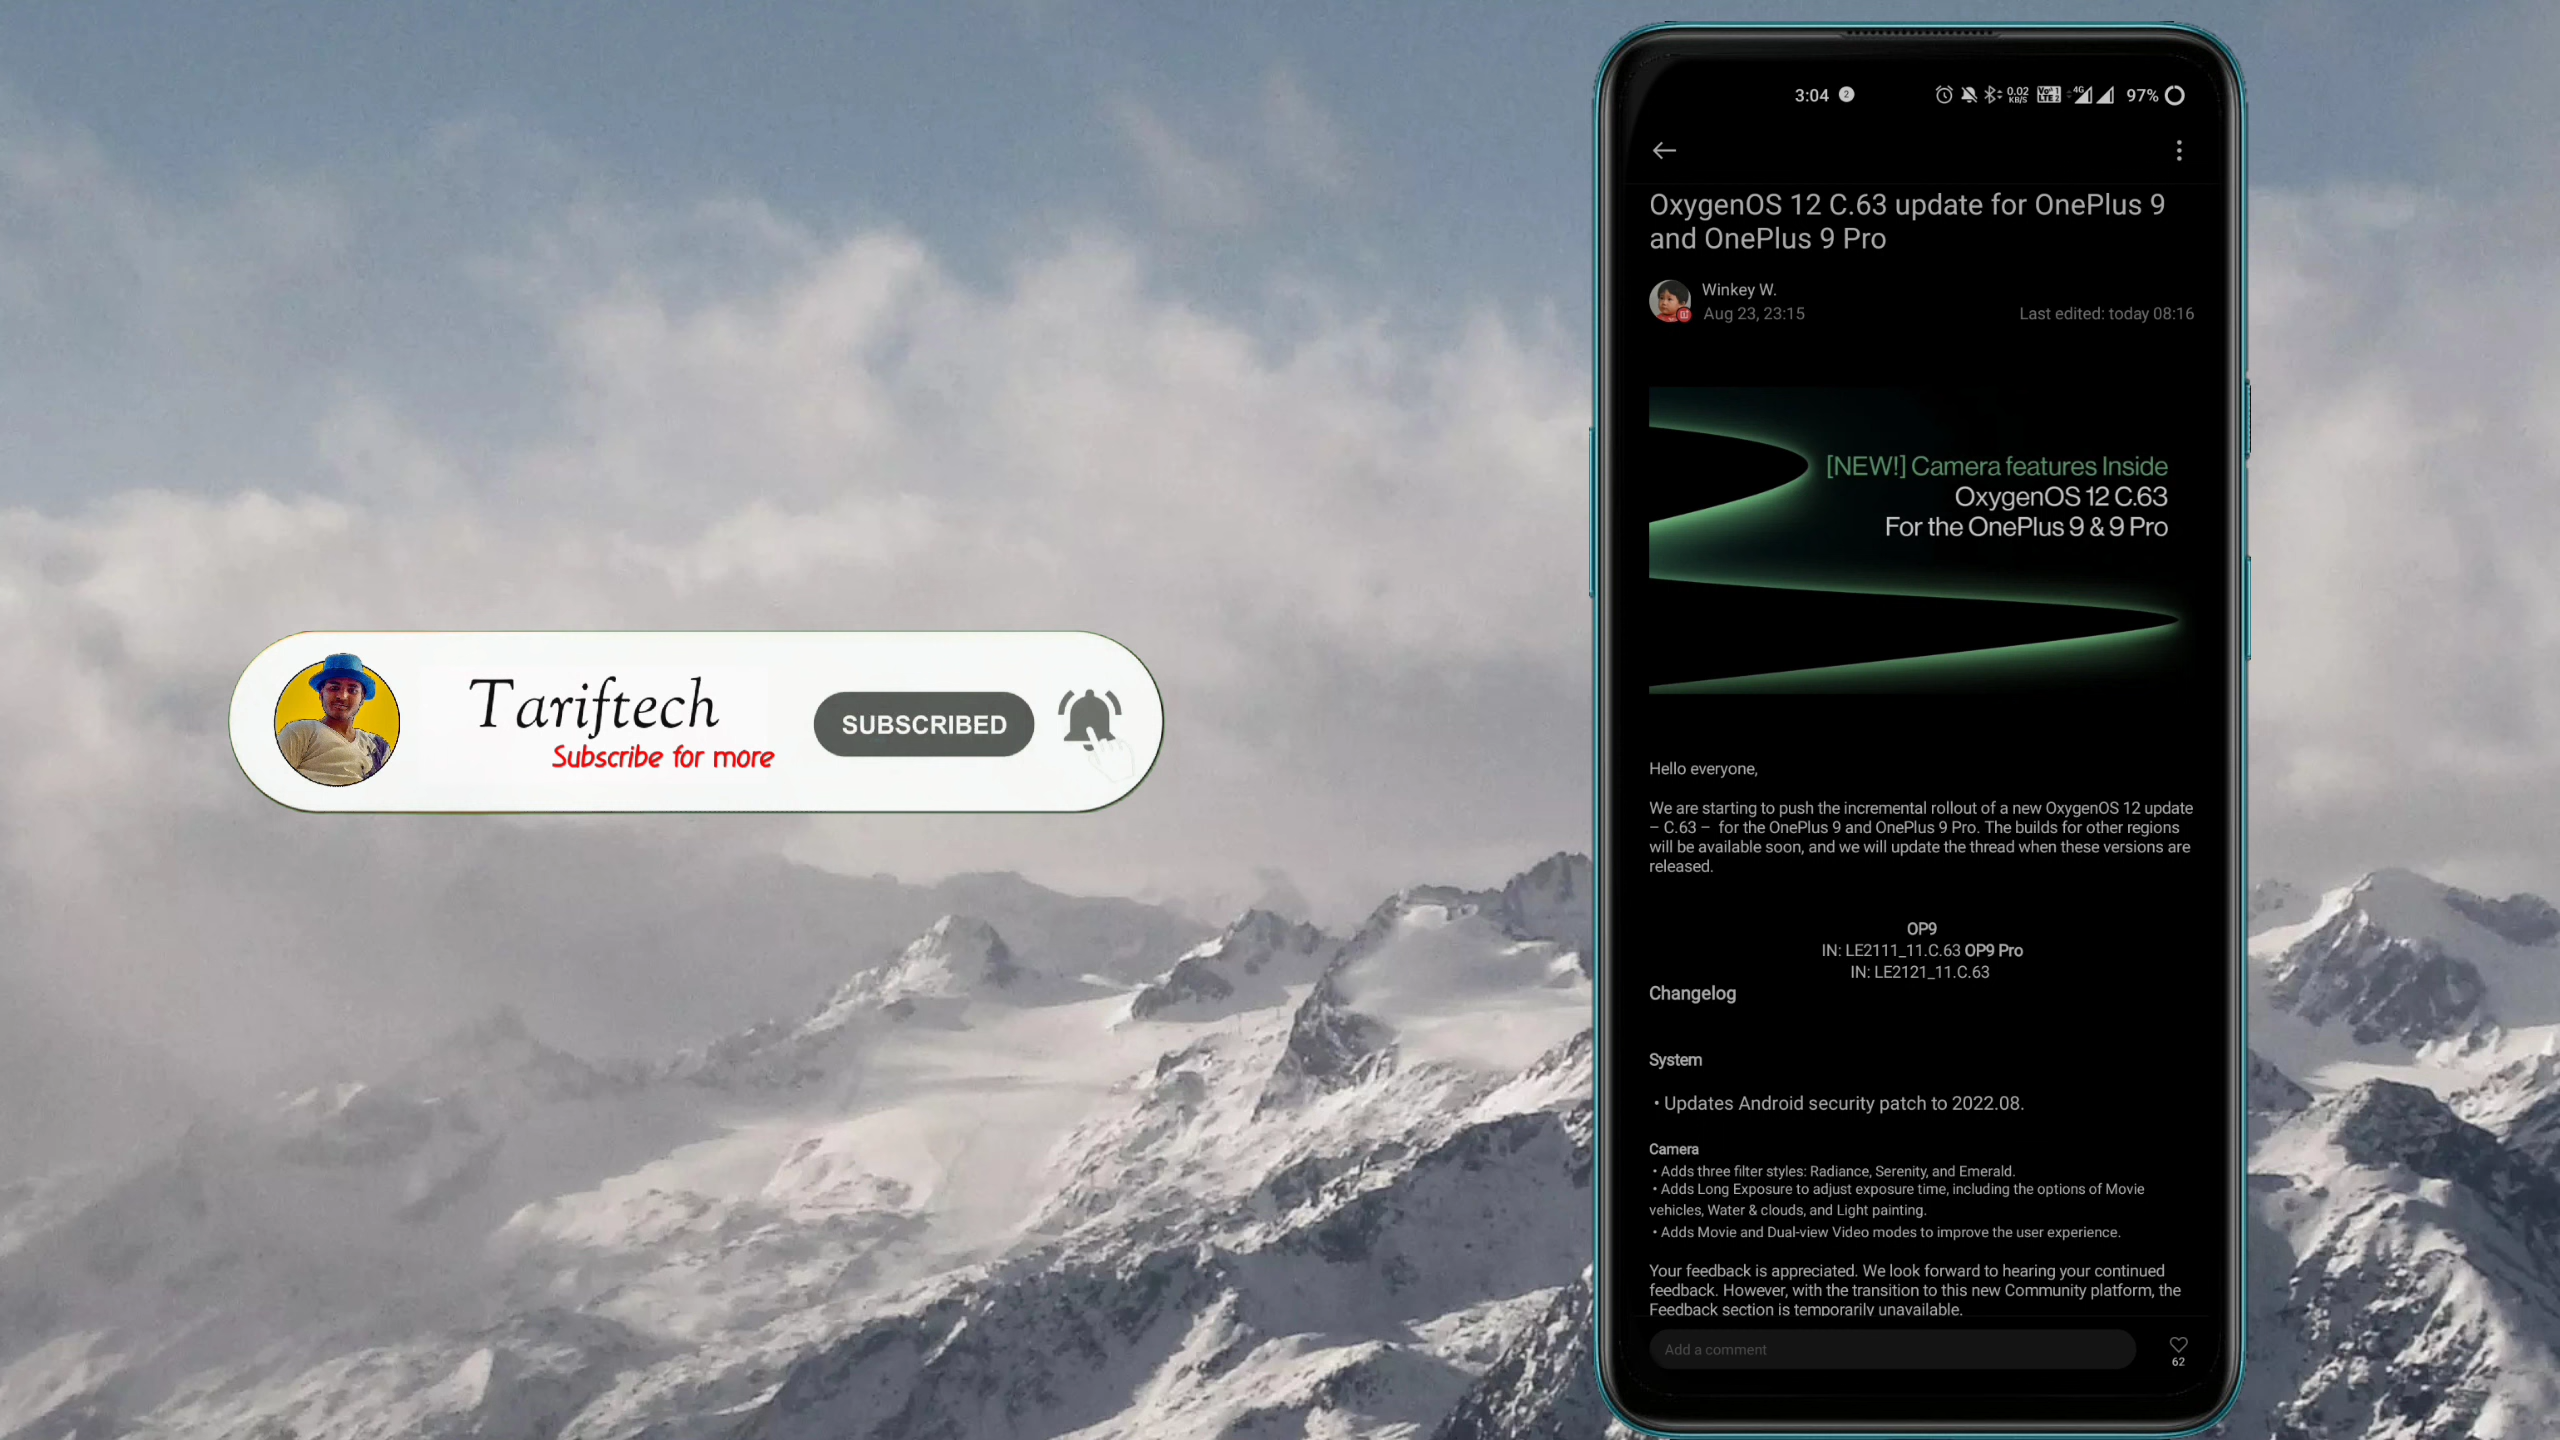 Tariftech
Subscribe for more
SUBSCRIBED
3:04 2
0.02
KB/S
4G
97%
OxygenOS 12 C.63 update for OnePlus 9
and OnePlus 9 Pro
Winkey W.
Aug 23, 23:15
Last edited: today 08:16
[NEW!] Camera features Inside
OxygenOS 12 C.63
For the OnePlus 9 & 9 Pro
Hello everyone,
We are starting to push the incremental rollout of a new OxygenOS 12 update
– C.63 – for the OnePlus 9 and OnePlus 9 Pro. The builds for other regions
will be available soon, and we will update the thread when these versions are
released.
OP9
IN: LE2111_11.C.63 OP9 Pro
IN: LE2121_11.C.63
Changelog
System
• Updates Android security patch to 2022.08.
Camera
• Adds three filter styles: Radiance, Serenity, and Emerald.
• Adds Long Exposure to adjust exposure time, including the options of Movie
vehicles, Water & clouds, and Light painting.
• Adds Movie and Dual-view Video modes to improve the user experience.
Your feedback is appreciated. We look forward to hearing your continued
feedback. However, with the transition to this new Community platform, the
Feedback section is temporarily unavailable.
Add a comment
62